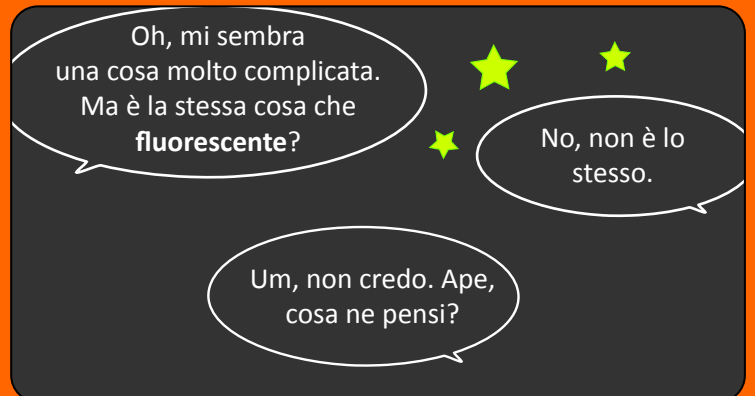 Oh, mi sembra
una cosa molto complicata.
Ma è la stessa cosa che
fluorescente?
No, non è lo
stesso.
Um, non credo. Ape,
cosa ne pensi?